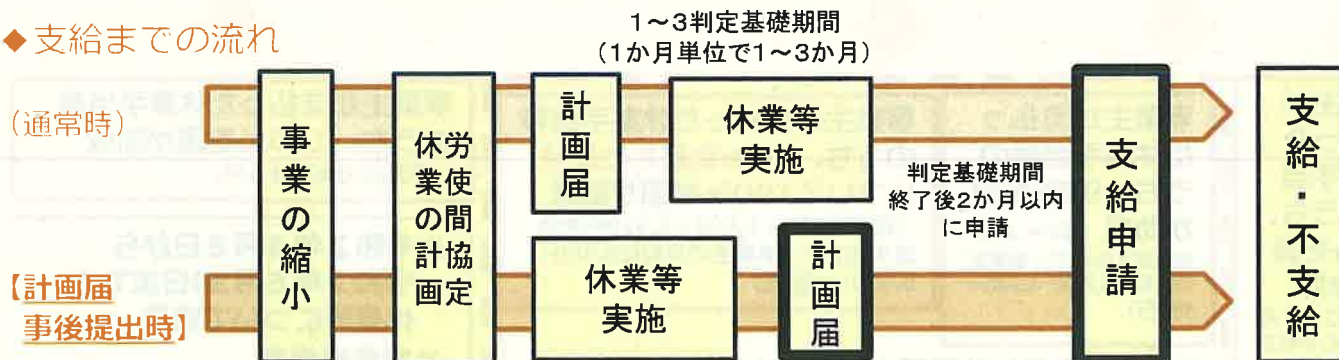 ◆支給までの流れ
1～3判定基礎期間
(1か月単位で1～3か月)
(通常時)
事業の縮小
労使間協定
休業の計画
計画届
休業等
実施
判定基礎期間
終了後2か月以内
に申請
支給申請
支給・不支給
【計画届
事後提出時】
休業等
実施
計画届